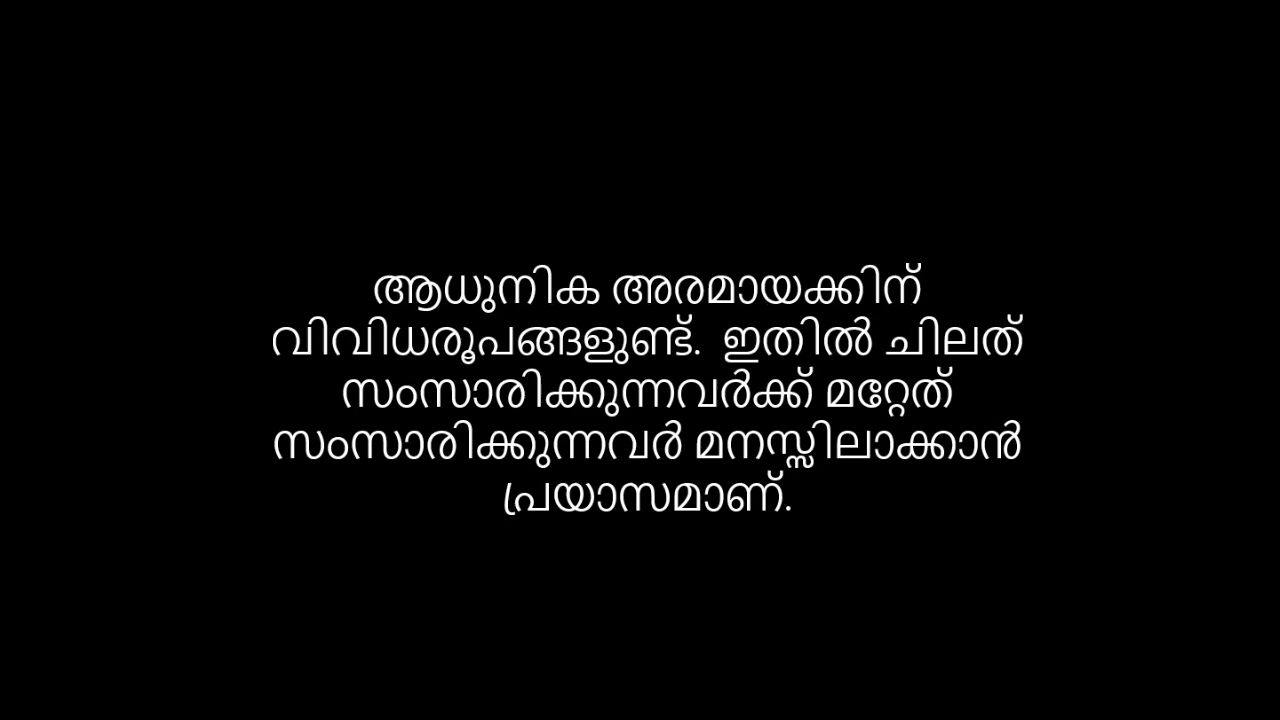 ആധുനിക അരമായക്കിന്
വിവിധരൂപങ്ങളുണ്ട്.  ഇതിൽ ചിലത്
സംസാരിക്കുന്നവർക്ക് മറ്റേത്
സംസാരിക്കുന്നവർ മനസ്സിലാക്കാൻ
പ്രയാസമാണ്.